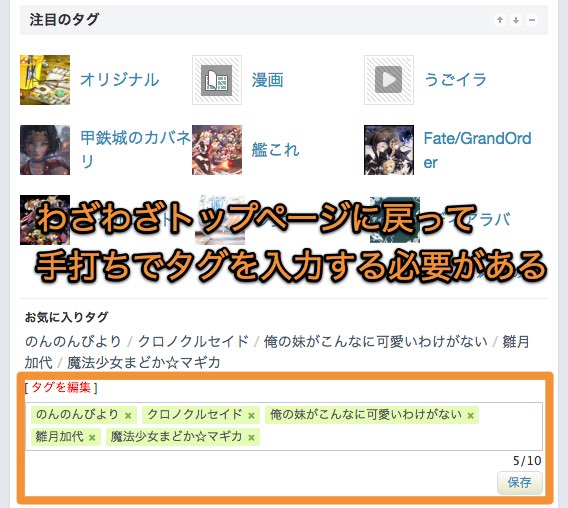 注目のタグ
オリジナル
漫画
うごイラ
甲鉄城のカバネ
リ
艦これ
Fate/GrandOrd
er
わざわざトップページに戻って
手打ちでタグを入力する必要がある
お気に入りタグ
のんのんびより / クロノクルセイド / 俺の妹がこんなに可愛いわけがない / 雛月
加代 / 魔法少女まどか☆マギカ
[ タグを編集 ]
のんのんびより × クロノクルセイド × 俺の妹がこんなに可愛いわけがない ×
雛月加代 × 魔法少女まどか☆マギカ ×
5/10
保存